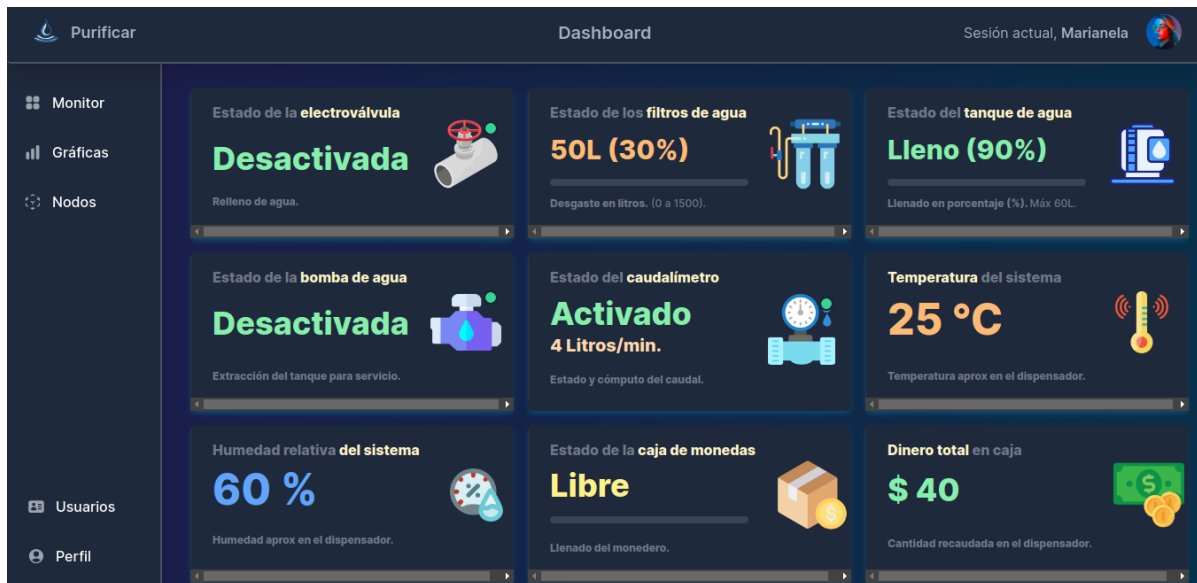 Purificar
Dashboard
Sesión actual, Marianela
Monitor
Gráficas
Nodos
Usuarios
Perfil
Estado de la electroválvula
Desactivada
Relleno de agua.
Estado de los filtros de agua
50L (30%)
Desgaste en litros. (0 a 1500).
Estado del tanque de agua
Lleno (90%)
Llenado en porcentaje (%). Máx 60L.
Estado de la bomba de agua
Desactivada
Extracción del tanque para servicio.
Estado del caudalímetro
Activado
4 Litros/min.
Estado y cómputo del caudal.
Temperatura del sistema
25 °C
Temperatura aprox en el dispensador.
Humedad relativa del sistema
60 %
Humedad aprox en el dispensador.
Estado de la caja de monedas
Libre
Llenado del monedero.
Dinero total en caja
$ 40
Cantidad recaudada en el dispensador.